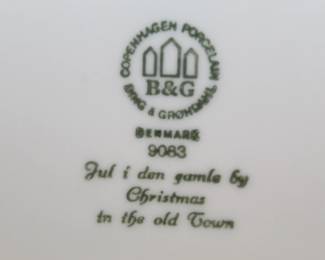 COPENHAGEN PORCELAIN
B&G
BING & GRØNDAHL
DENMARK
9083
Jul i den gamle by
Christmas
in the old Town